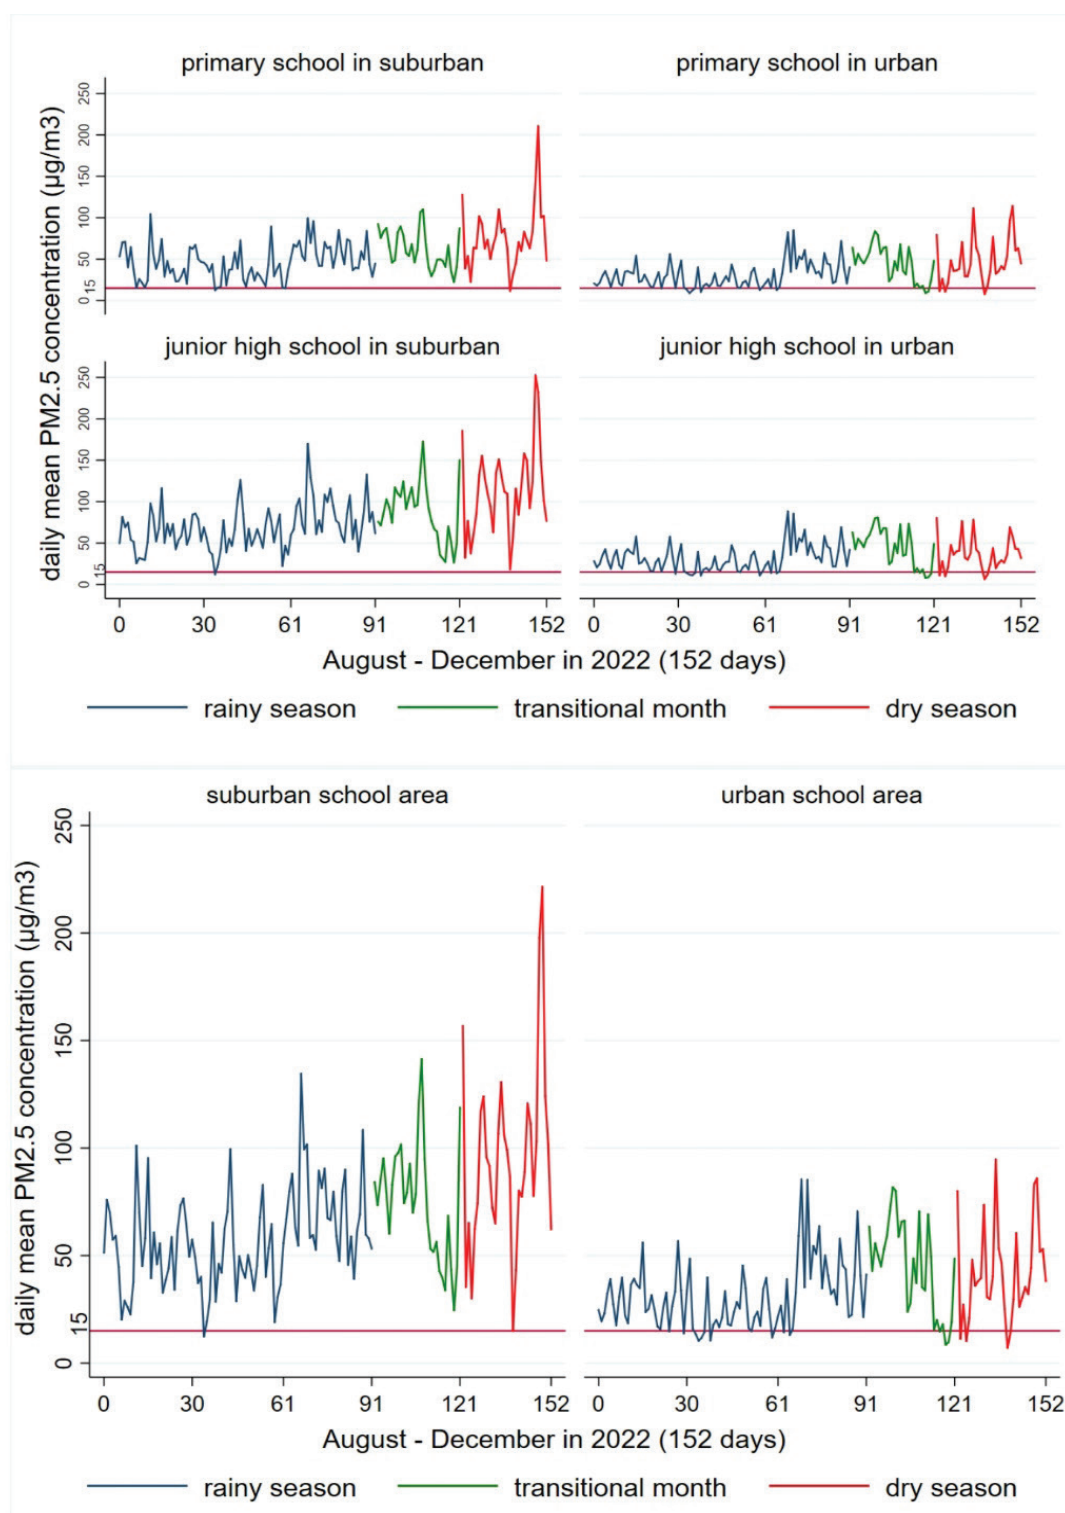 primary school in suburban
primary school in urban
daily mean PM2.5 concentration (µg/m3)
250
200
150
100
50
15
0
junior high school in suburban
junior high school in urban
250
200
150
100
50
15
0
0 30 61 91 121 152
0 30 61 91 121 152
August - December in 2022 (152 days)
rainy season transitional month dry season
suburban school area
urban school area
daily mean PM2.5 concentration (µg/m3)
250
200
150
100
50
15
0
0 30 61 91 121 152
0 30 61 91 121 152
August - December in 2022 (152 days)
rainy season transitional month dry season